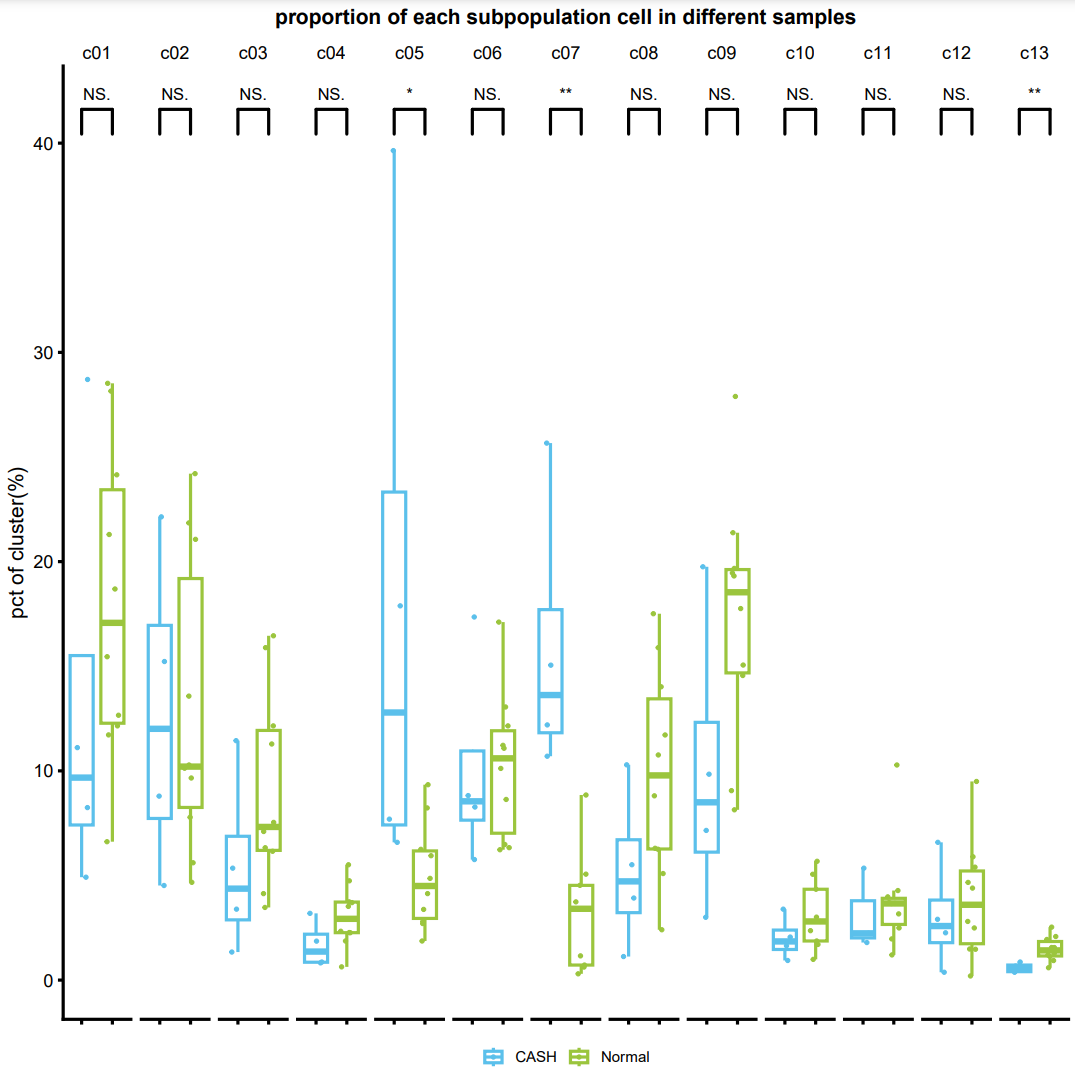 proportion of each subpopulation cell in different samples
c01 c02 c03 c04 c05 c06 c07 c08 c09 c10 c11 c12 c13
NS. NS. NS. NS. * NS. ** NS. NS. NS. NS. NS. **
40
30
20
10
0
pct of cluster(%)
CASH Normal